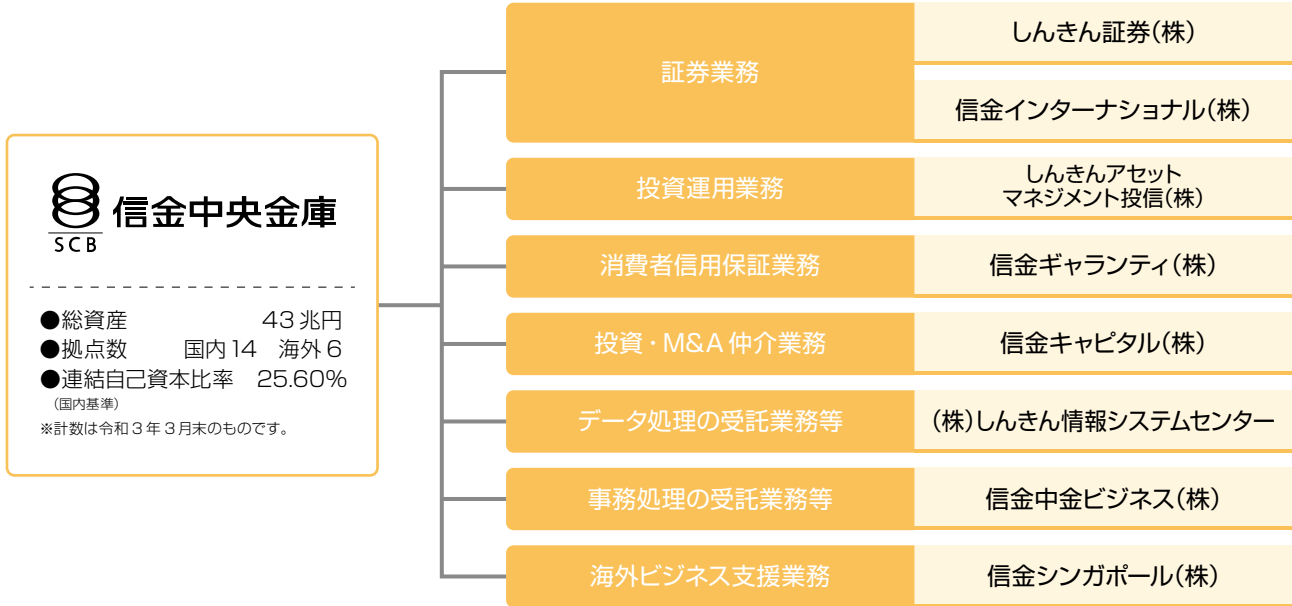 SCB
信金中央金庫
●総資産 43兆円
●拠点数 国内14 海外6
●連結自己資本比率 25.60%
(国内基準)
※計数は令和3年3月末のものです。
証券業務
しんきん証券(株)
信金インターナショナル(株)
投資運用業務
しんきんアセット
マネジメント投信(株)
消費者信用保証業務
信金ギャランティ(株)
投資・M&A仲介業務
信金キャピタル(株)
データ処理の受託業務等
(株)しんきん情報システムセンター
事務処理の受託業務等
信金中金ビジネス(株)
海外ビジネス支援業務
信金シンガポール(株)